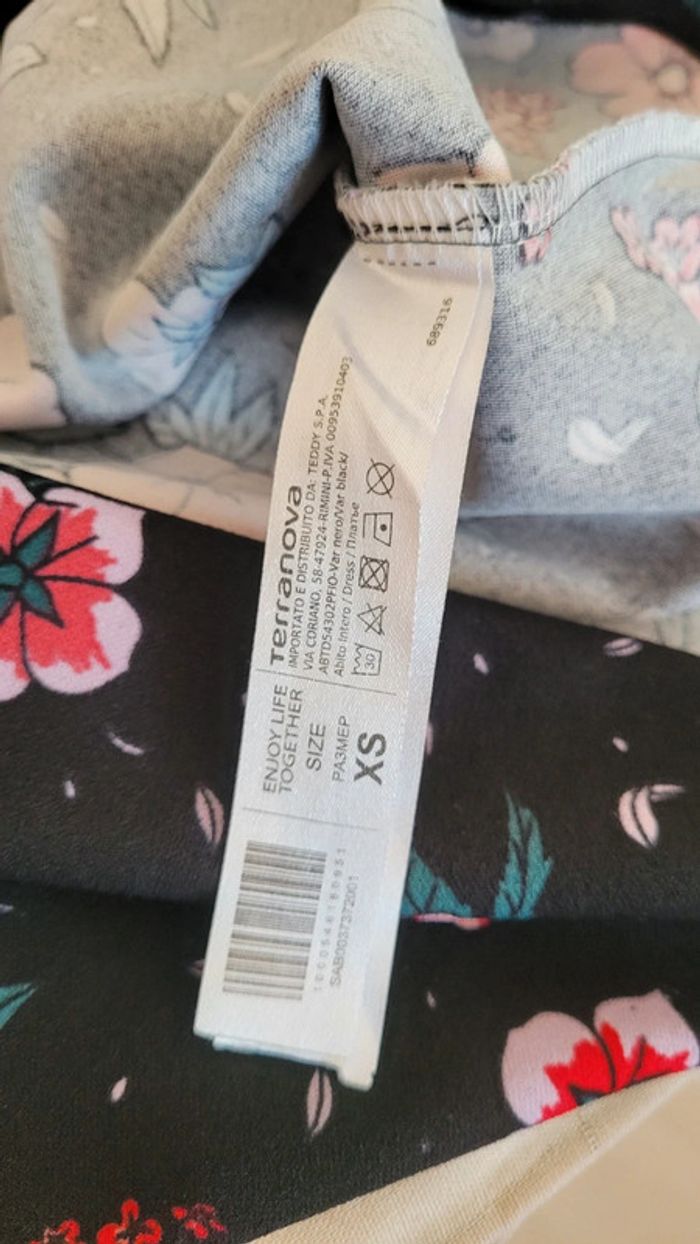 689316
Terranova
IMPORTATO E DISTRIBUITO DA: TEDDY S.P.A.
VIA CORIANO, 58-47924-RIMINI-P.IVA 00953910403
ABTDS4302PFIO-Var nero/Var black/
Abito Intero / Dress / Платье
30
ENJOY LIFE
TOGETHER
SIZE
РАЗМЕР
XS
SAB0037372001